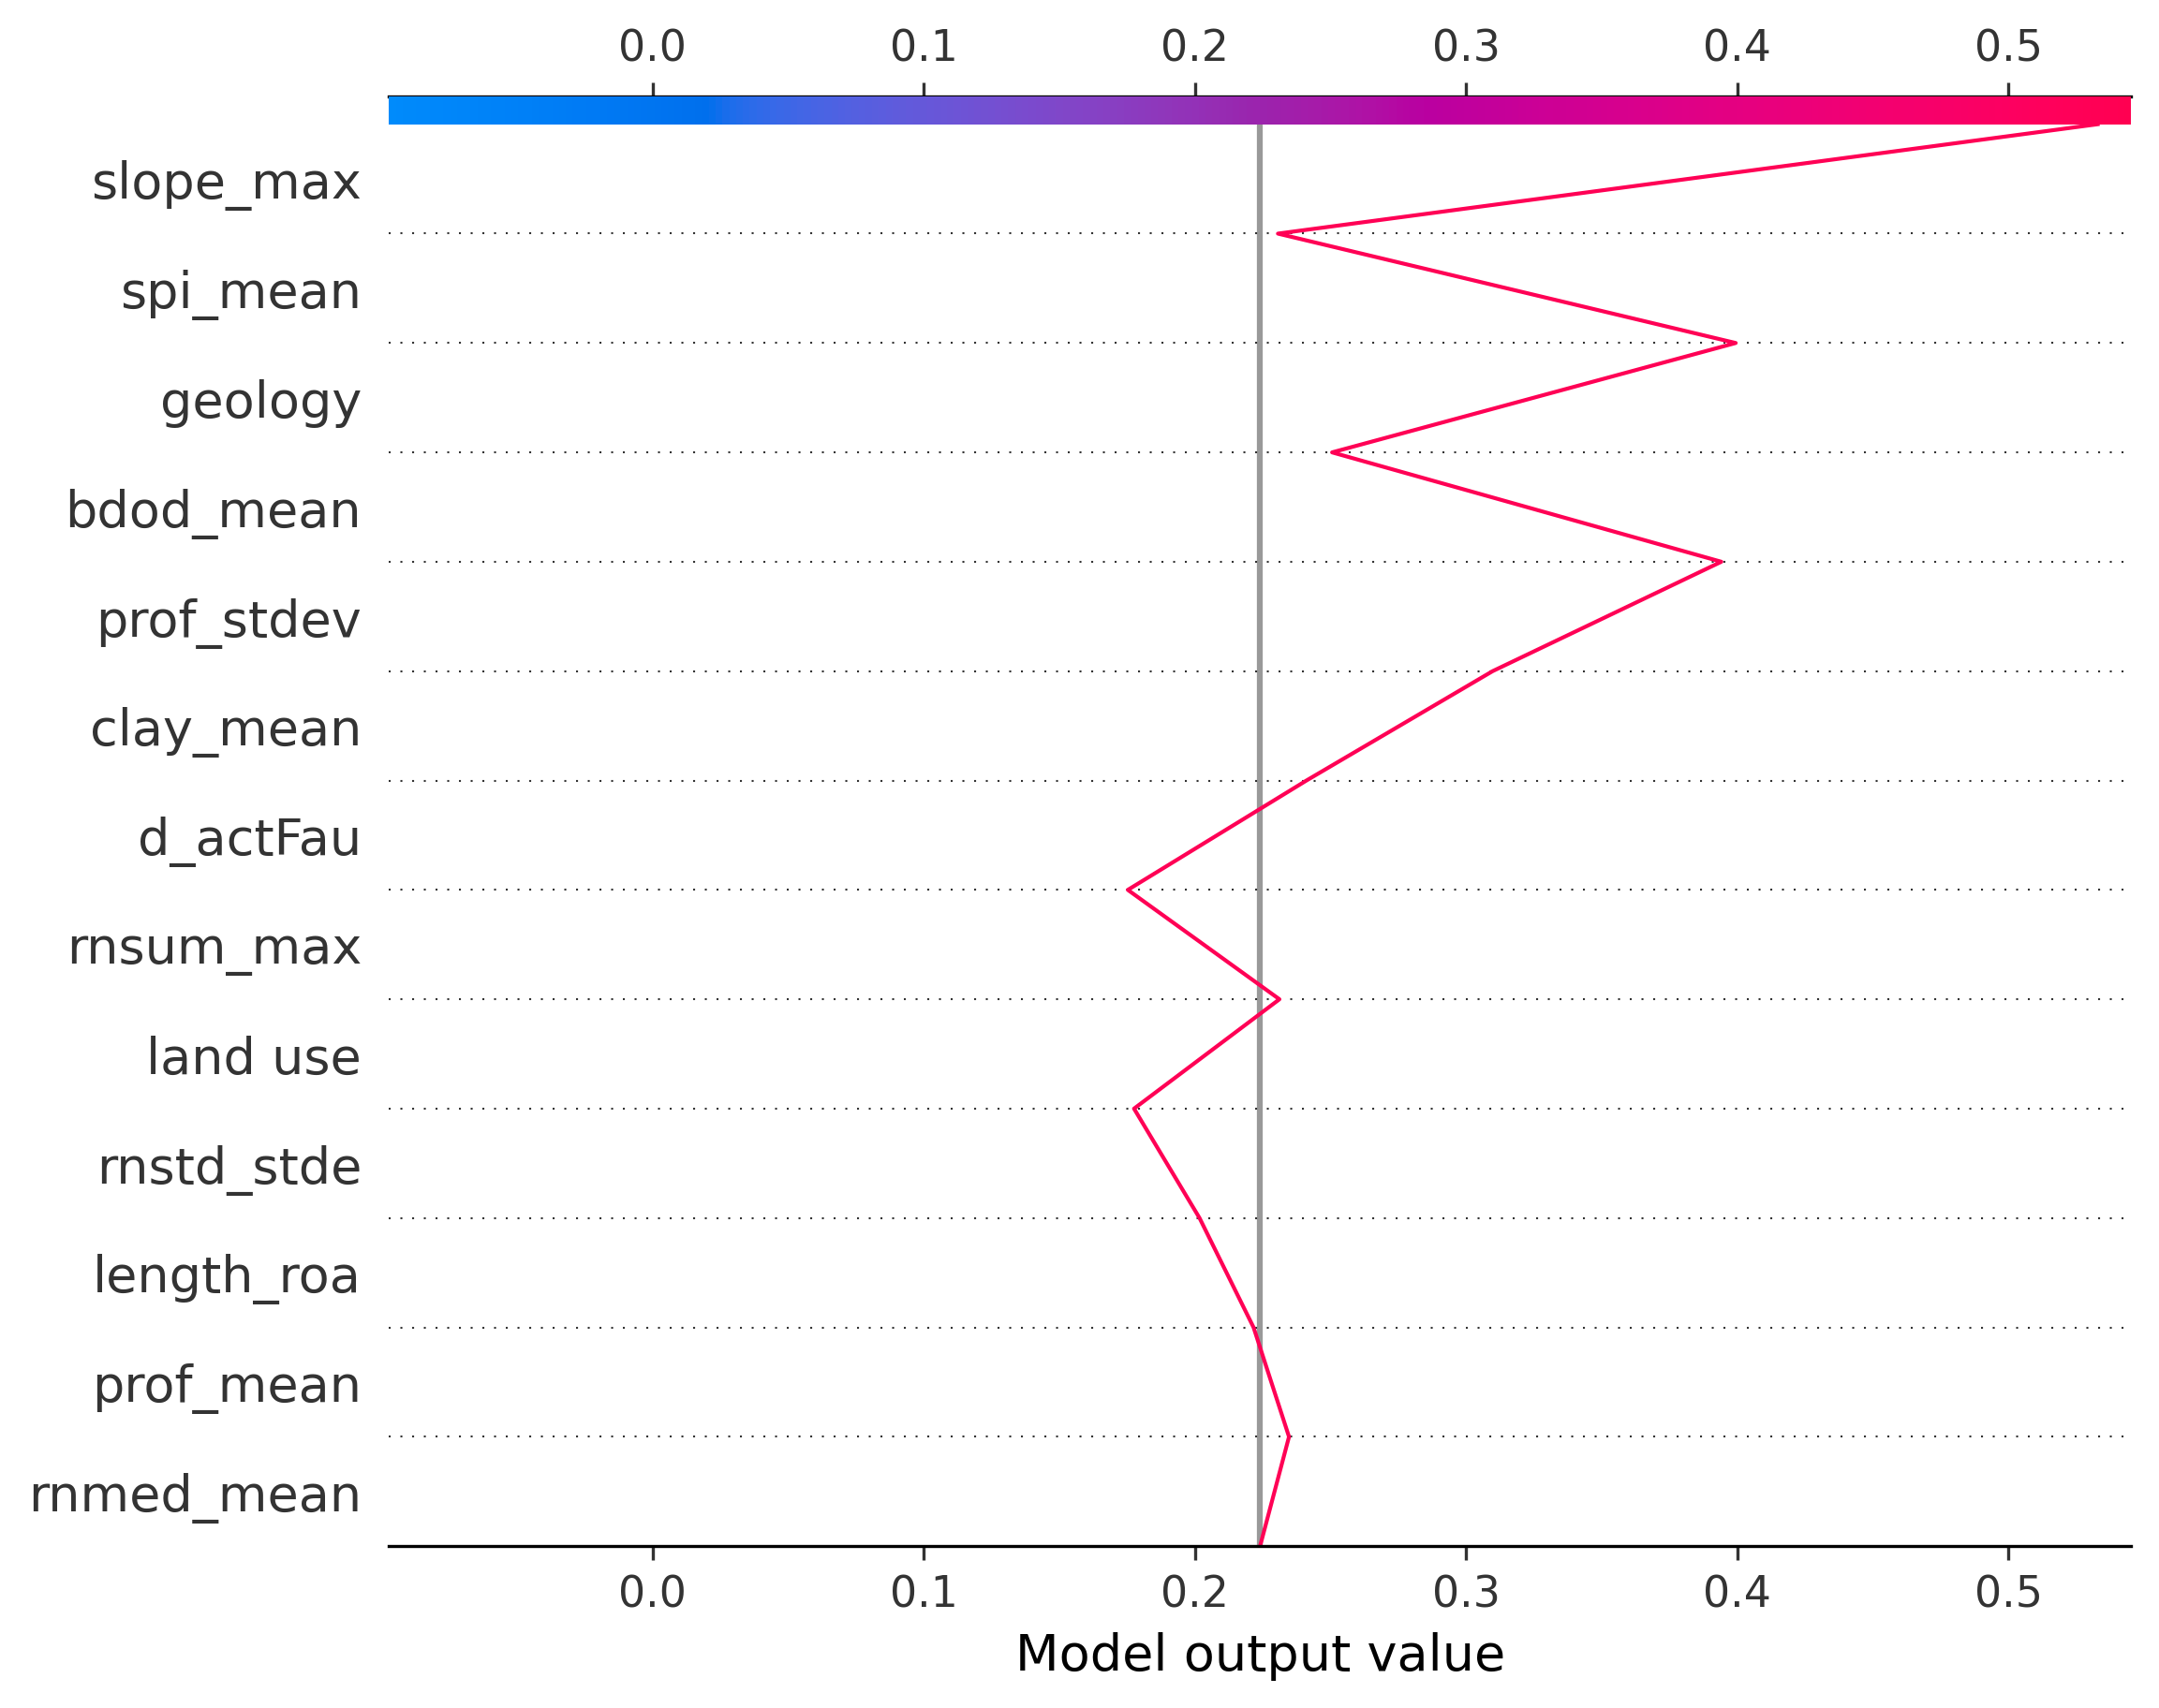 0.0 0.1 0.2 0.3 0.4 0.5
slope_max
spi_mean
geology
bdod_mean
prof_stdev
clay_mean
d_actFau
rnsum_max
land use
rnstd_stde
length_roa
prof_mean
rnmed_mean
0.0 0.1 0.2 0.3 0.4 0.5
Model output value